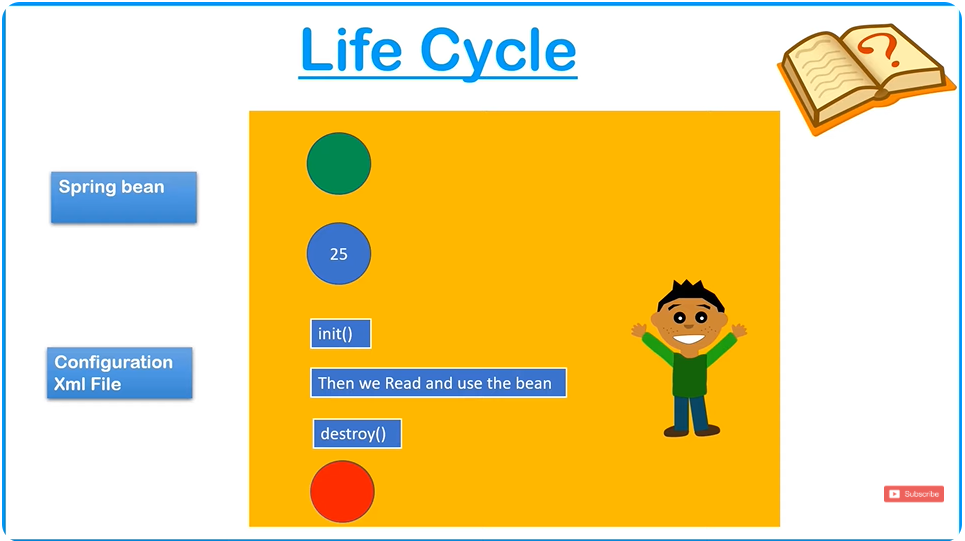 Life Cycle
?
Spring bean
25
init()
Configuration
Xml File
Then we Read and use the bean
destroy()
Subscribe